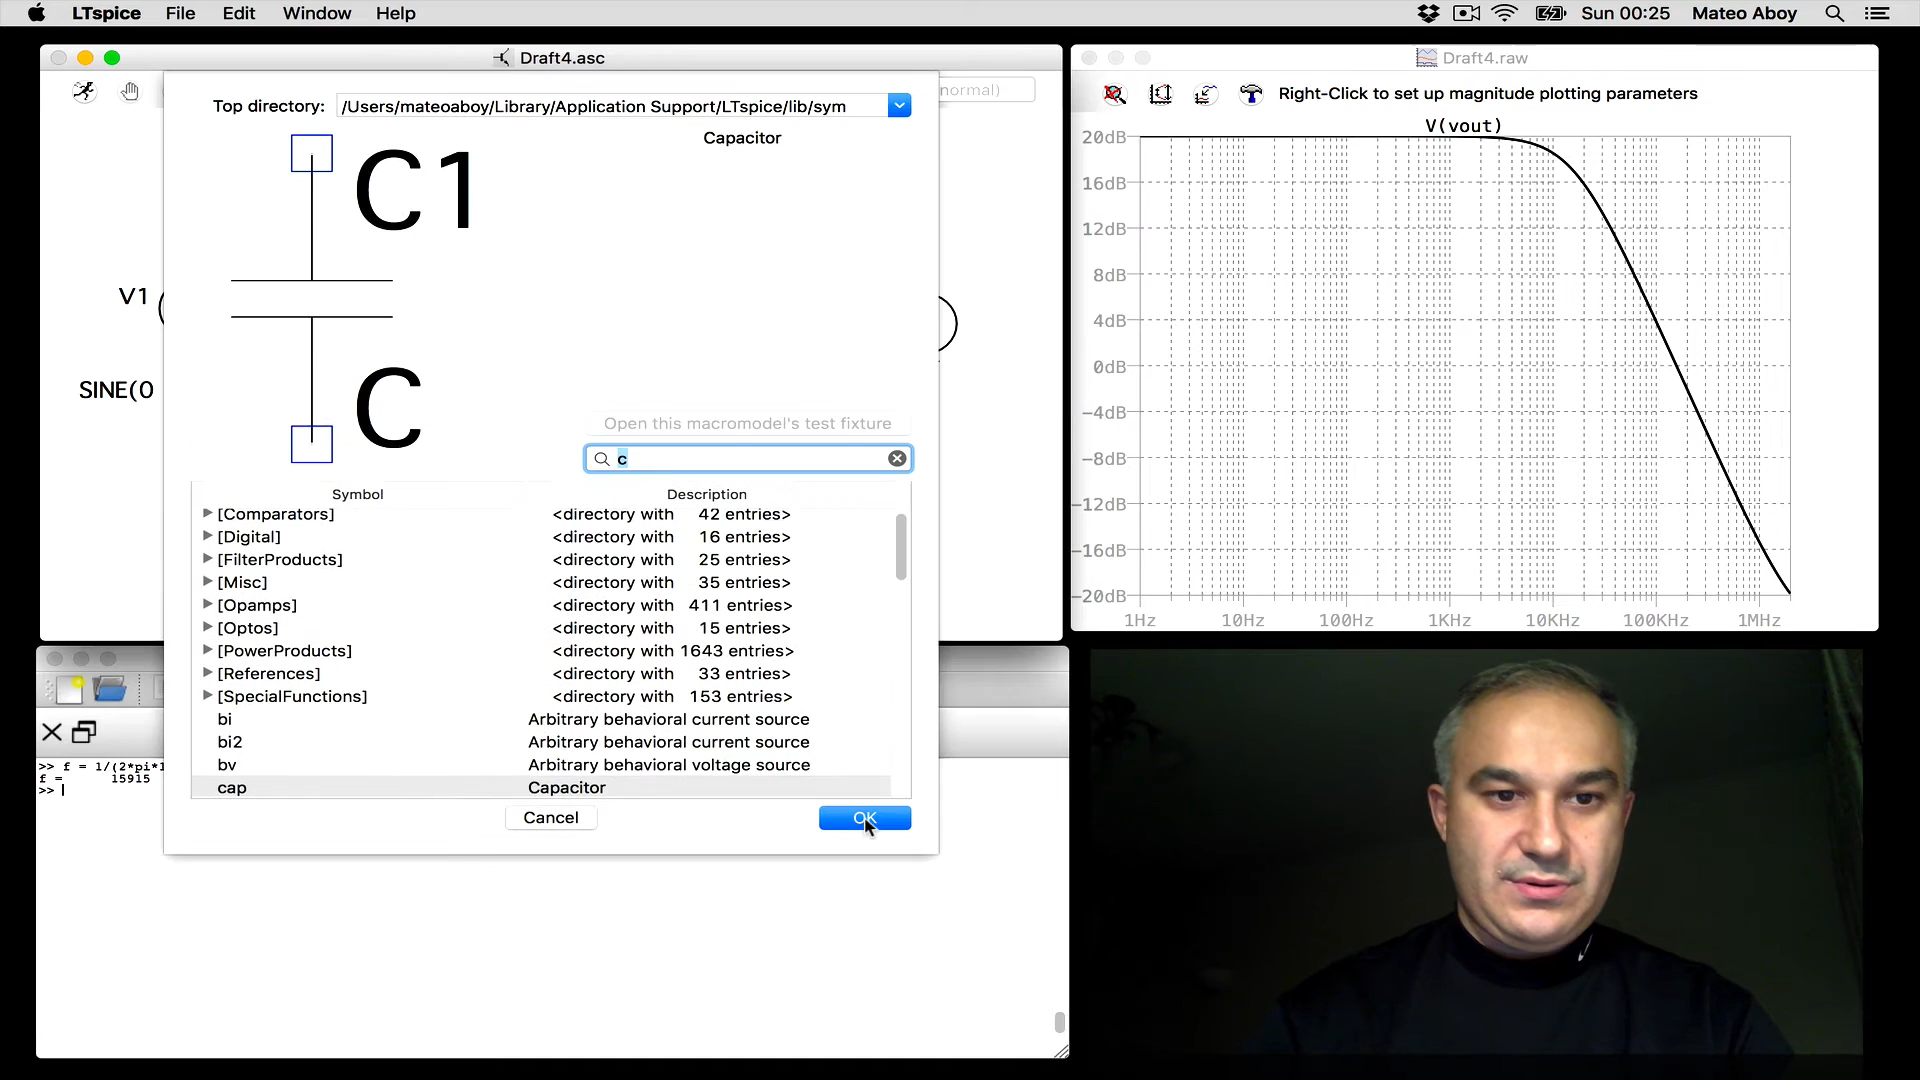 LTspice File Edit Window Help
Sun 00:25 Mateo Aboy
Draft4.asc
normal)
Top directory: /Users/mateoaboy/Library/Application Support/LTspice/lib/sym
Capacitor
C1
C
V1
SINE(0
Open this macromodel's test fixture
c
Symbol Description
[Comparators] <directory with 42 entries>
[Digital] <directory with 16 entries>
[FilterProducts] <directory with 25 entries>
[Misc] <directory with 35 entries>
[Opamps] <directory with 411 entries>
[Optos] <directory with 15 entries>
[PowerProducts] <directory with 1643 entries>
[References] <directory with 33 entries>
[SpecialFunctions] <directory with 153 entries>
bi Arbitrary behavioral current source
bi2 Arbitrary behavioral current source
bv Arbitrary behavioral voltage source
cap Capacitor
Cancel OK
>> f = 1/(2*pi*1
f = 15915
>>
Draft4.raw
Right-Click to set up magnitude plotting parameters
V(vout)
20dB
16dB
12dB
8dB
4dB
0dB
-4dB
-8dB
-12dB
-16dB
-20dB
1Hz 10Hz 100Hz 1KHz 10KHz 100KHz 1MHz